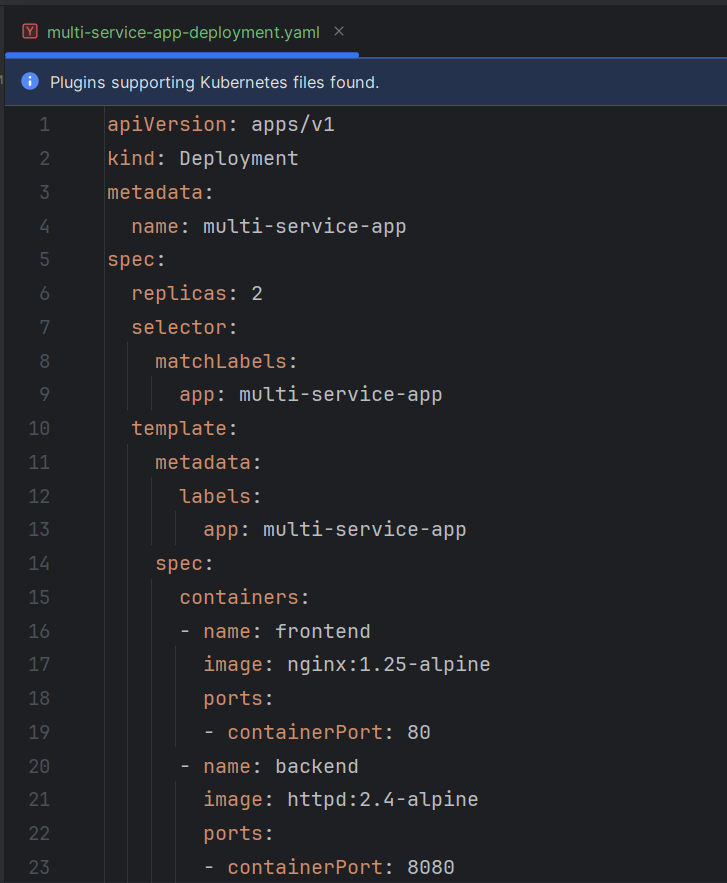 multi-service-app-deployment.yaml
Plugins supporting Kubernetes files found.
1 apiVersion: apps/v1
2 kind: Deployment
3 metadata:
4   name: multi-service-app
5 spec:
6   replicas: 2
7   selector:
8     matchLabels:
9       app: multi-service-app
10   template:
11     metadata:
12       labels:
13         app: multi-service-app
14     spec:
15       containers:
16       - name: frontend
17         image: nginx:1.25-alpine
18         ports:
19         - containerPort: 80
20       - name: backend
21         image: httpd:2.4-alpine
22         ports:
23         - containerPort: 8080